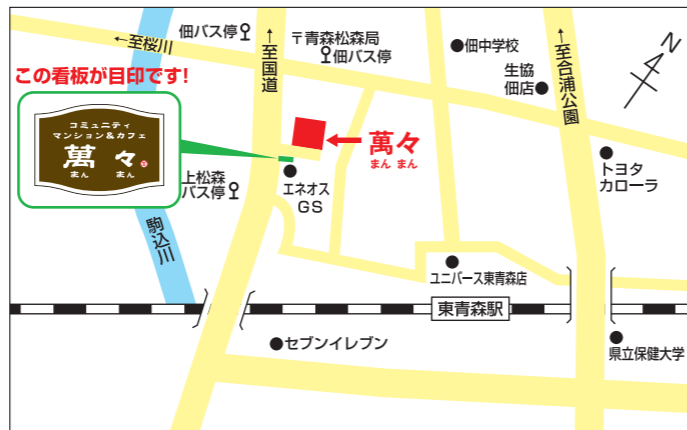 ←至桜川
佃バス停
←至国道
〒青森松森局
佃バス停
佃中学校
生協
佃店
←至合浦公園
N
この看板が目印です!
コミュニティ
マンション&カフェ
萬々
まん まん
萬々
まん まん
トヨタ
カローラ
上松森
バス停
エネオス
GS
駒込川
ユニバース東青森店
東青森駅
セブンイレブン
県立保健大学